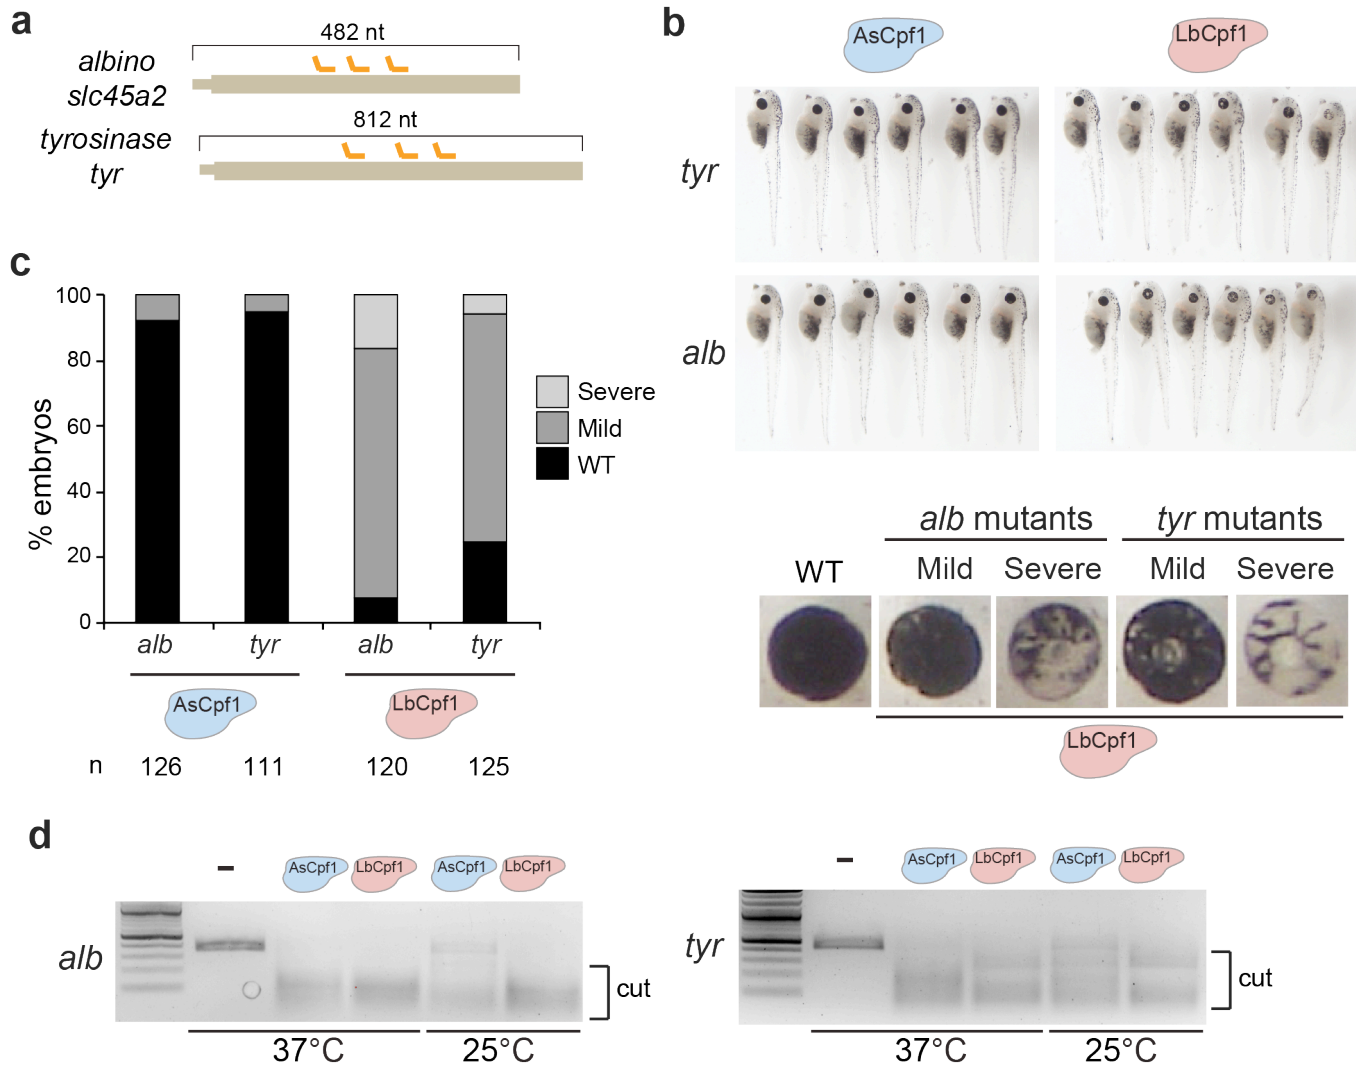 a
482 nt
albino
slc45a2
812 nt
tyrosinase
tyr
b
AsCpf1
LbCpf1
tyr
alb
c
100
80
60
40
20
0
% embryos
Severe
Mild
WT
alb
tyr
alb
tyr
AsCpf1
LbCpf1
n
126
111
120
125
alb mutants
tyr mutants
WT
Mild
Severe
Mild
Severe
LbCpf1
d
–
AsCpf1
LbCpf1
AsCpf1
LbCpf1
alb
cut
37°C
25°C
–
AsCpf1
LbCpf1
AsCpf1
LbCpf1
tyr
cut
37°C
25°C